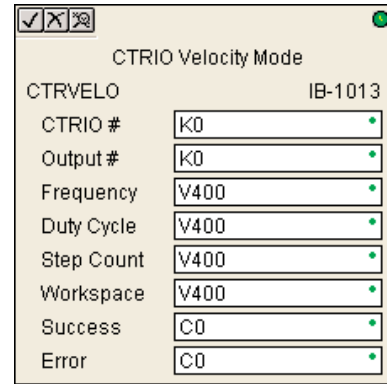 CTRIO Velocity Mode
CTRVELO IB-1013
CTRIO # K0
Output # K0
Frequency V400
Duty Cycle V400
Step Count V400
Workspace V400
Success C0
Error C0